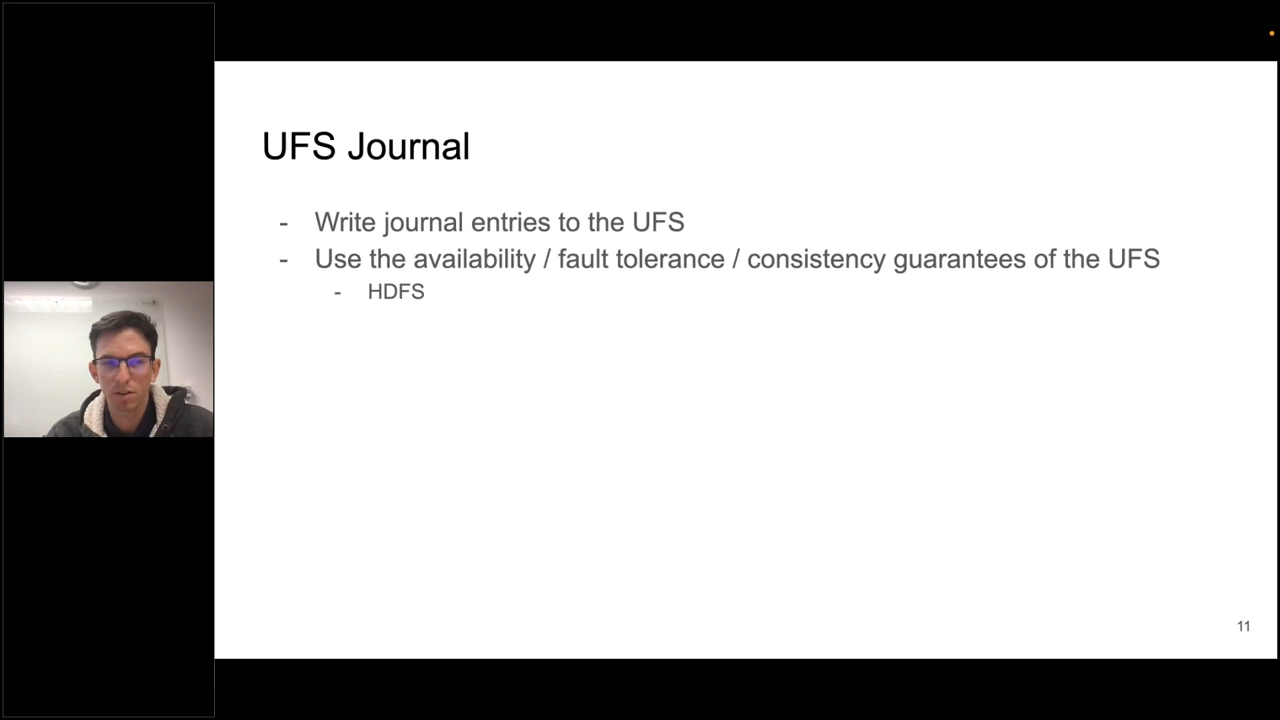 UFS Journal
- Write journal entries to the UFS
- Use the availability / fault tolerance / consistency guarantees of the UFS
- HDFS
11